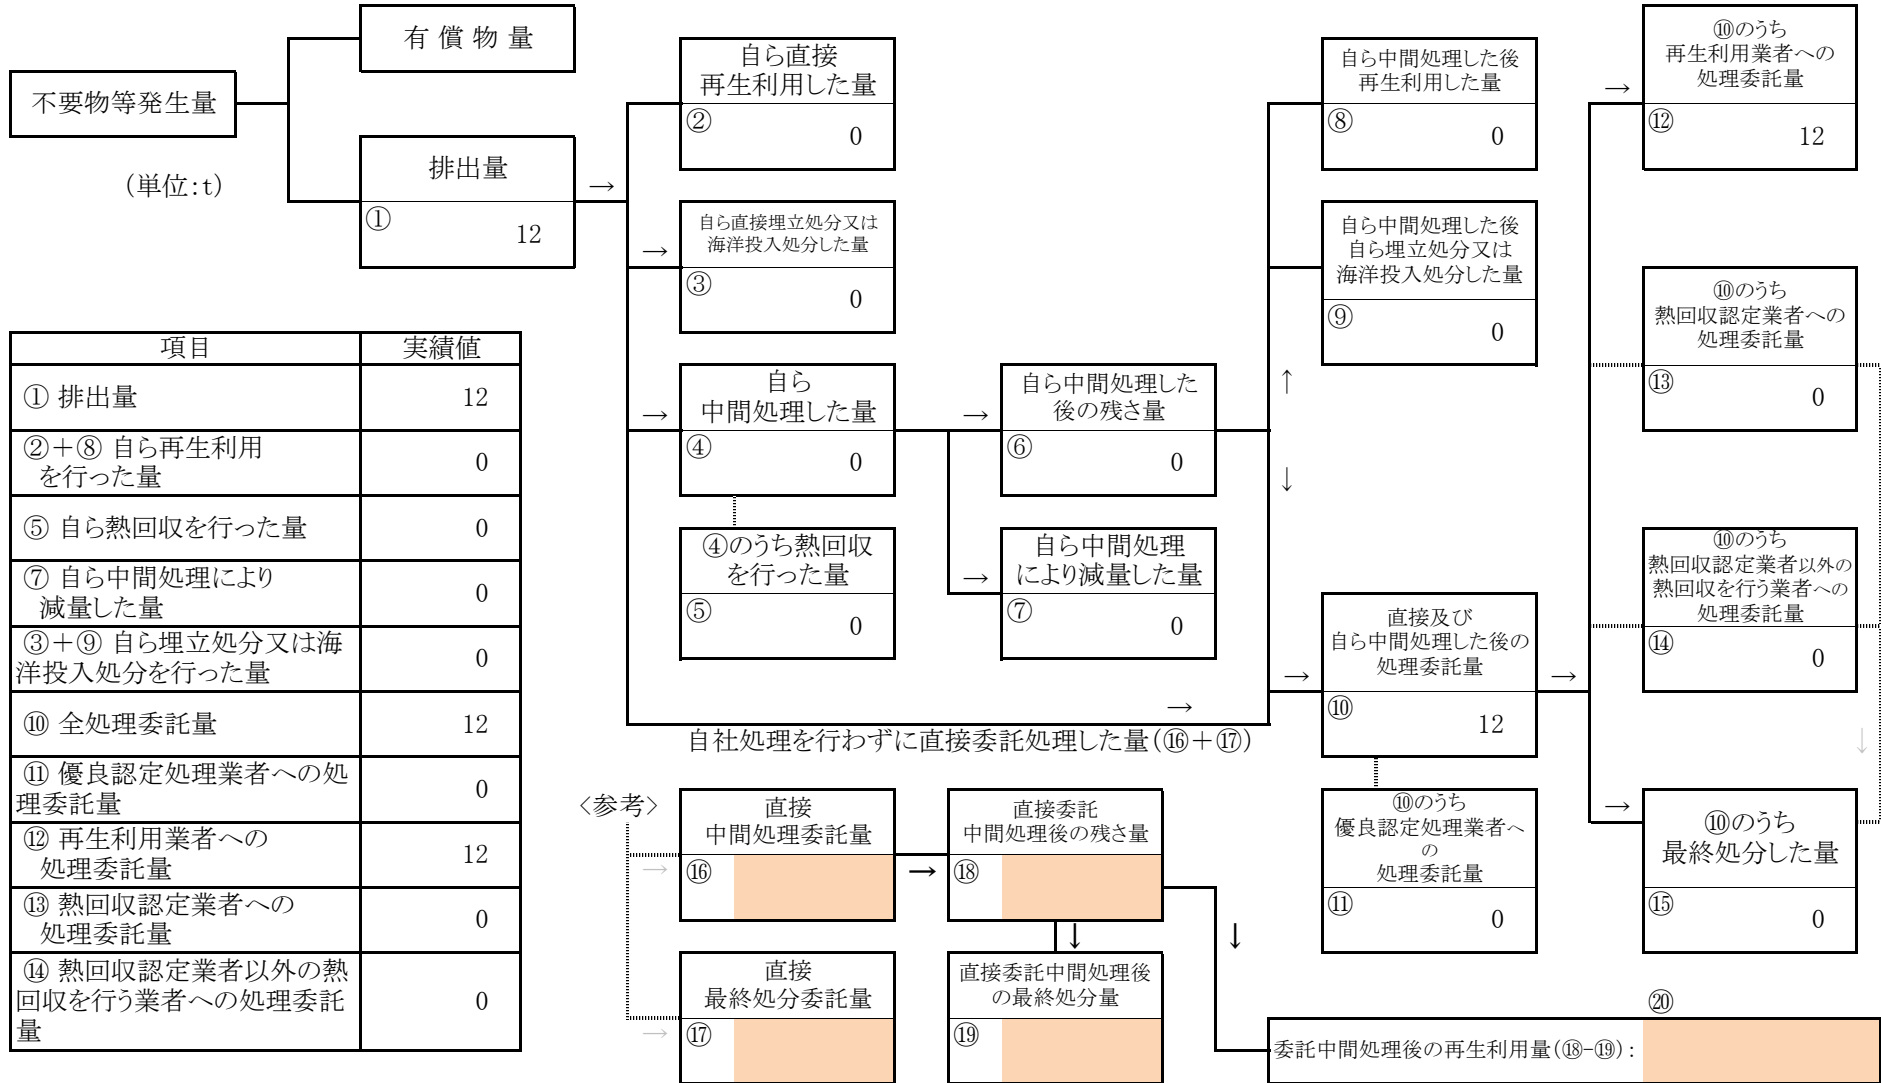 有 償 物 量
不要物等発生量
(単位:t)
排出量
①
12
自ら直接
再生利用した量
②
0
自ら直接埋立処分又は
海洋投入処分した量
③
0
自ら
中間処理した量
④
0
④のうち熱回収
を行った量
⑤
0
自ら中間処理した
後の残さ量
⑥
0
自ら中間処理
により減量した量
⑦
0
自ら中間処理した後
再生利用した量
⑧
0
自ら中間処理した後
自ら埋立処分又は
海洋投入処分した量
⑨
0
直接及び
自ら中間処理した後の
処理委託量
⑩
12
⑩のうち
優良認定処理業者へ
の
処理委託量
⑪
0
⑩のうち
再生利用業者への
処理委託量
⑫
12
⑩のうち
熱回収認定業者への
処理委託量
⑬
0
⑩のうち
熱回収認定業者以外の
熱回収を行う業者への
処理委託量
⑭
0
⑩のうち
最終処分した量
⑮
0
自社処理を行わずに直接委託処理した量(⑯+⑰)
<参考>
直接
中間処理委託量
⑯
直接
最終処分委託量
⑰
直接委託
中間処理後の残さ量
⑱
直接委託中間処理後
の最終処分量
⑲
⑳
委託中間処理後の再生利用量(⑱-⑲):
項目 実績値
① 排出量 12
②+⑧ 自ら再生利用
を行った量 0
⑤ 自ら熱回収を行った量 0
⑦ 自ら中間処理により
減量した量 0
③+⑨ 自ら埋立処分又は海
洋投入処分を行った量 0
⑩ 全処理委託量 12
⑪ 優良認定処理業者への処
理委託量 0
⑫ 再生利用業者への
処理委託量 12
⑬ 熱回収認定業者への
処理委託量 0
⑭ 熱回収認定業者以外の熱
回収を行う業者への処理委託
量 0